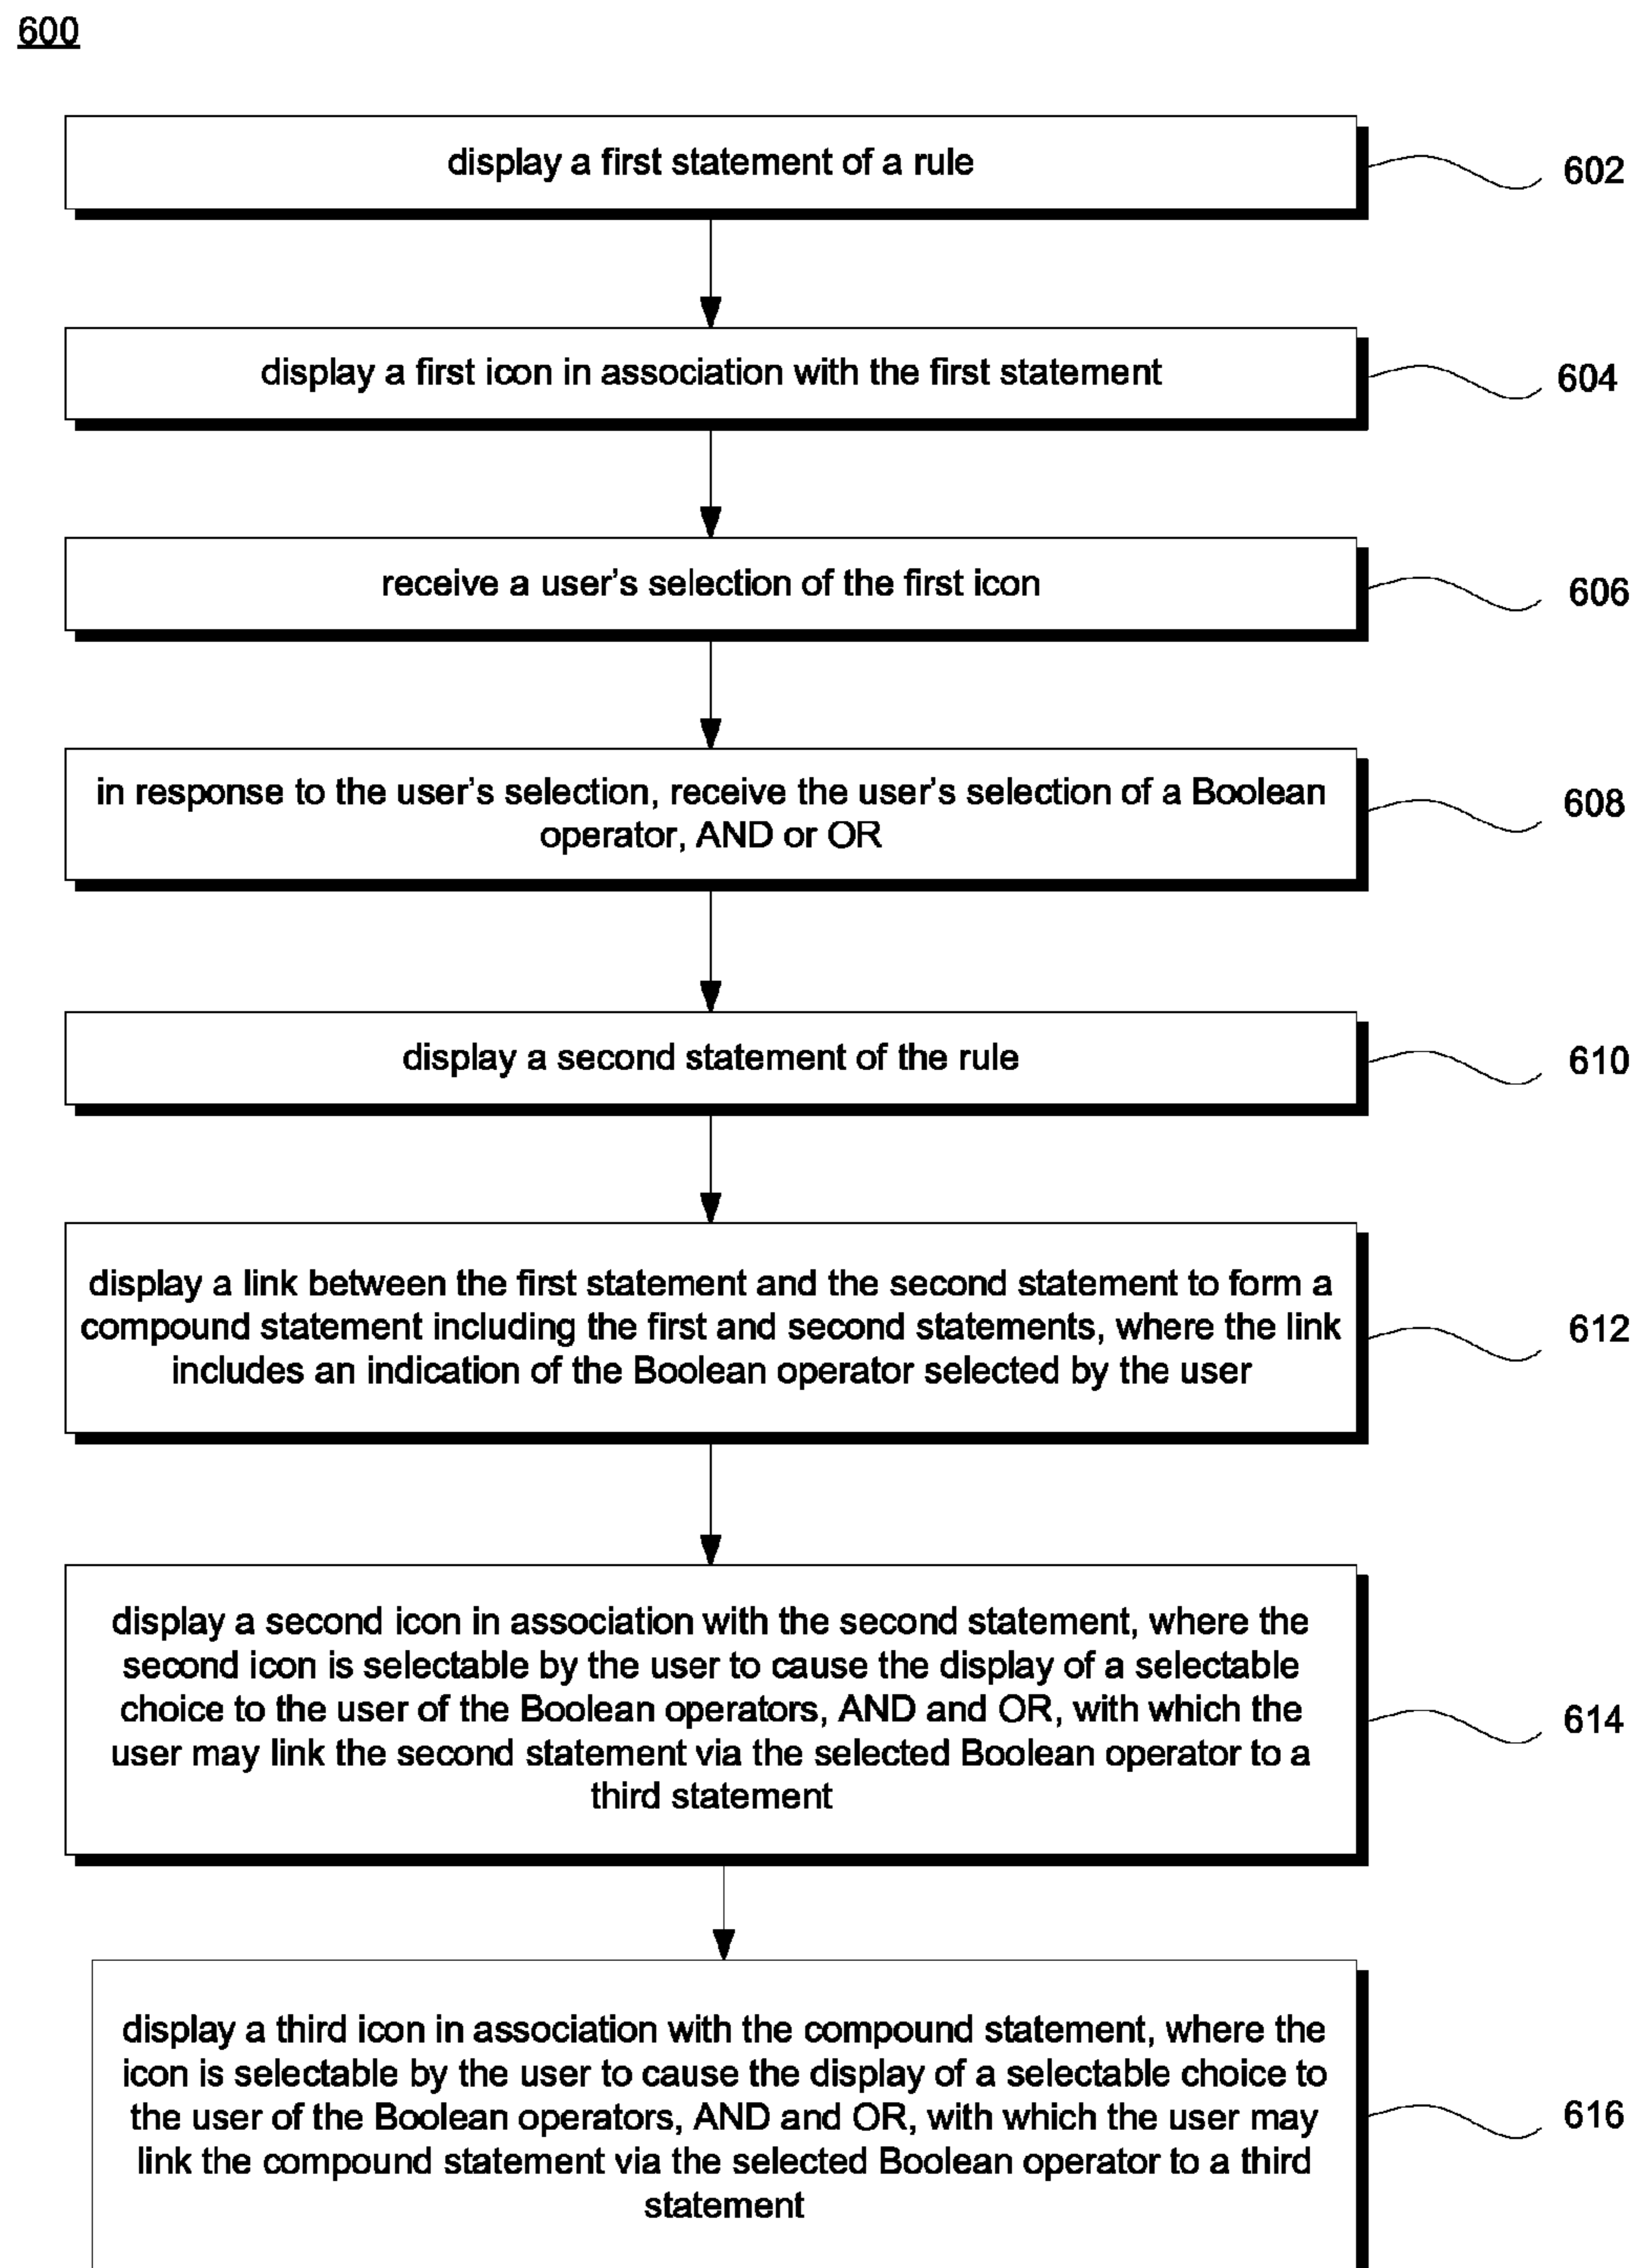 600
display a first statement of a rule
602
display a first icon in association with the first statement
604
receive a user's selection of the first icon
606
in response to the user's selection, receive the user's selection of a Boolean
operator, AND or OR
608
display a second statement of the rule
610
display a link between the first statement and the second statement to form a
compound statement including the first and second statements, where the link
includes an indication of the Boolean operator selected by the user
612
display a second icon in association with the second statement, where the
second icon is selectable by the user to cause the display of a selectable
choice to the user of the Boolean operators, AND and OR, with which the
user may link the second statement via the selected Boolean operator to a
third statement
614
display a third icon in association with the compound statement, where the
icon is selectable by the user to cause the display of a selectable choice to
the user of the Boolean operators, AND and OR, with which the user may
link the compound statement via the selected Boolean operator to a third
statement
616